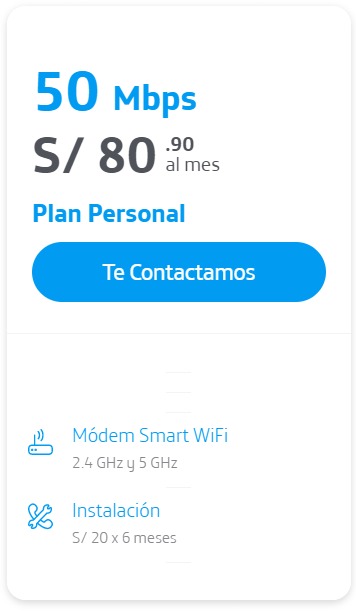 50 Mbps
S/ 80 .90
al mes
Plan Personal
Te Contactamos
Módem Smart WiFi
2.4 GHz y 5 GHz
Instalación
S/ 20 x 6 meses